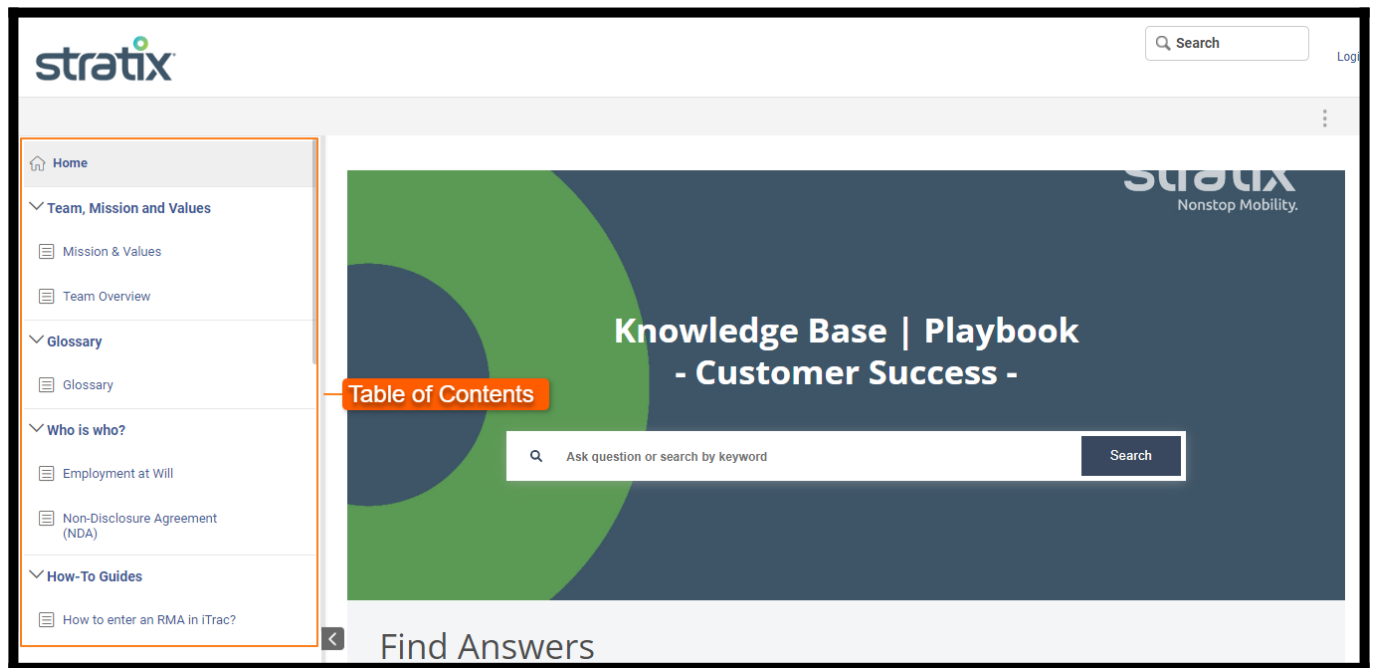 stratix
Search
Logi
Home
Team, Mission and Values
Mission & Values
Team Overview
Glossary
Glossary
Who is who?
Employment at Will
Non-Disclosure Agreement
(NDA)
How-To Guides
How to enter an RMA in iTrac?
Table of Contents
stratix
Nonstop Mobility.
Knowledge Base | Playbook
- Customer Success -
Ask question or search by keyword
Search
Find Answers